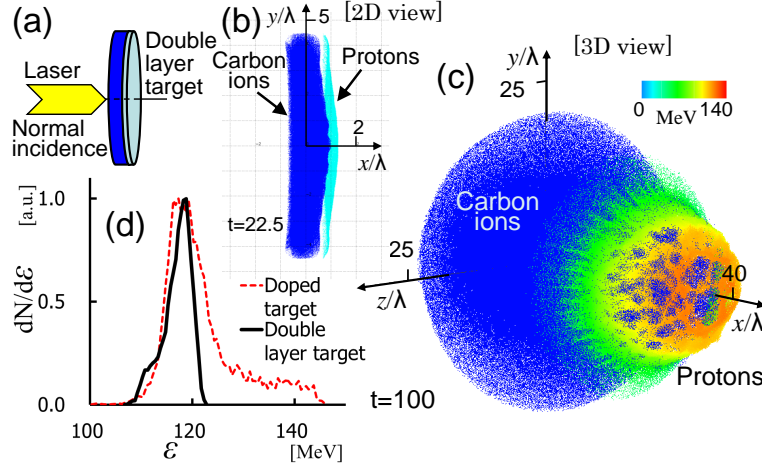 (a)
Double
layer
target
Laser
Normal
incidence
(b)
y/λ
5
[2D view]
Carbon
ions
Protons
2
x/λ
t=22.5
(c)
[3D view]
y/λ
25
0
140
MeV
Carbon
ions
25
z/λ
40
x/λ
Protons
t=100
(d)
[a.u.]
1.0
0.5
0.0
dN/dε
Doped
target
Double
layer target
100
120
140
ε
[MeV]